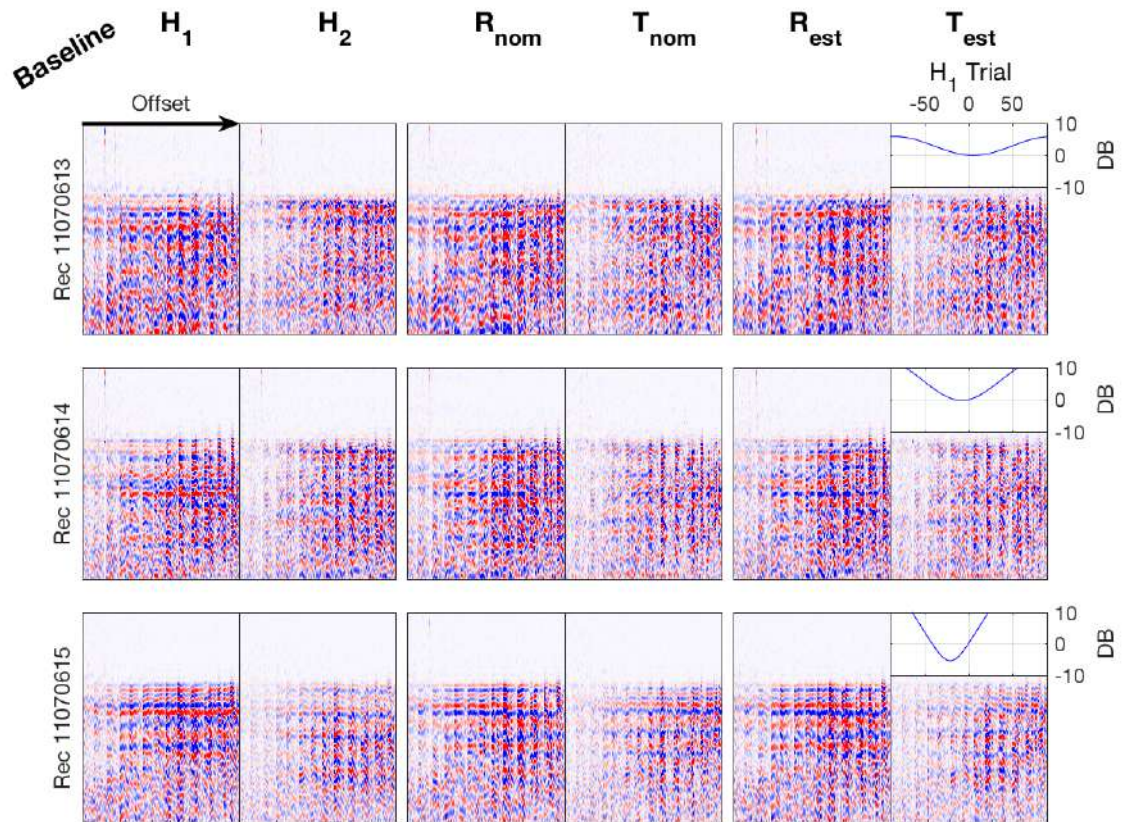 Baseline H1 H2 Rnom Tnom Rest Test
H1 Trial
Offset -50 0 50
10
0 DB
-10
Rec 11070613
10
0 DB
-10
Rec 11070614
10
0 DB
-10
Rec 11070615